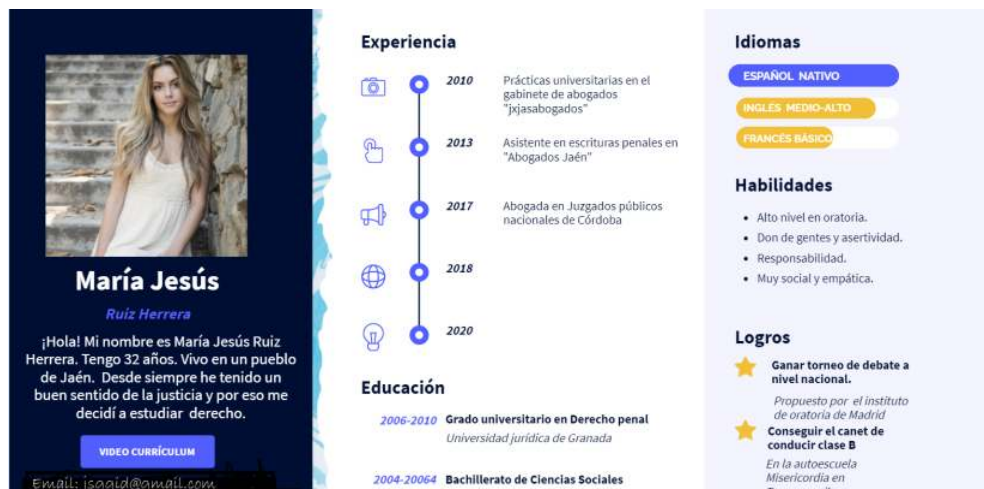 María Jesús
Ruiz Herrera
¡Hola! Mi nombre es María Jesús Ruiz
Herrera. Tengo 32 años. Vivo en un pueblo
de Jaén. Desde siempre he tenido un
buen sentido de la justicia y por eso me
decidí a estudiar derecho.
VIDEO CURRÍCULUM
Email: jsagid@gmail.com
Experiencia
2010 Prácticas universitarias en el
gabinete de abogados
"jxjasabogados"
2013 Asistente en escrituras penales en
"Abogados Jaén"
2017 Abogada en Juzgados públicos
nacionales de Córdoba
2018
2020
Educación
2006-2010 Grado universitario en Derecho penal
Universidad jurídica de Granada
2004-20064 Bachillerato de Ciencias Sociales
Idiomas
ESPAÑOL NATIVO
INGLÉS MEDIO-ALTO
FRANCÉS BÁSICO
Habilidades
Alto nivel en oratoria.
Don de gentes y asertividad.
Responsabilidad.
Muy social y empática.
Logros
Ganar torneo de debate a
nivel nacional.
Propuesto por el instituto
de oratoria de Madrid
Conseguir el canet de
conducir clase B
En la autoescuela
Misericordia en